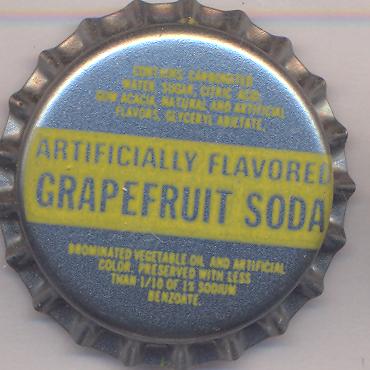 CONTAINS CARBONATED
WATER, SUGAR, CITRIC ACID,
GUM ACACIA, NATURAL AND ARTIFICIAL
FLAVORS, GLYCERYL ABIETATE,
ARTIFICIALLY FLAVORED
GRAPEFRUIT SODA
BROMINATED VEGETABLE OIL AND ARTIFICIAL
COLOR. PRESERVED WITH LESS
THAN 1/10 OF 1% SODIUM
BENZOATE.